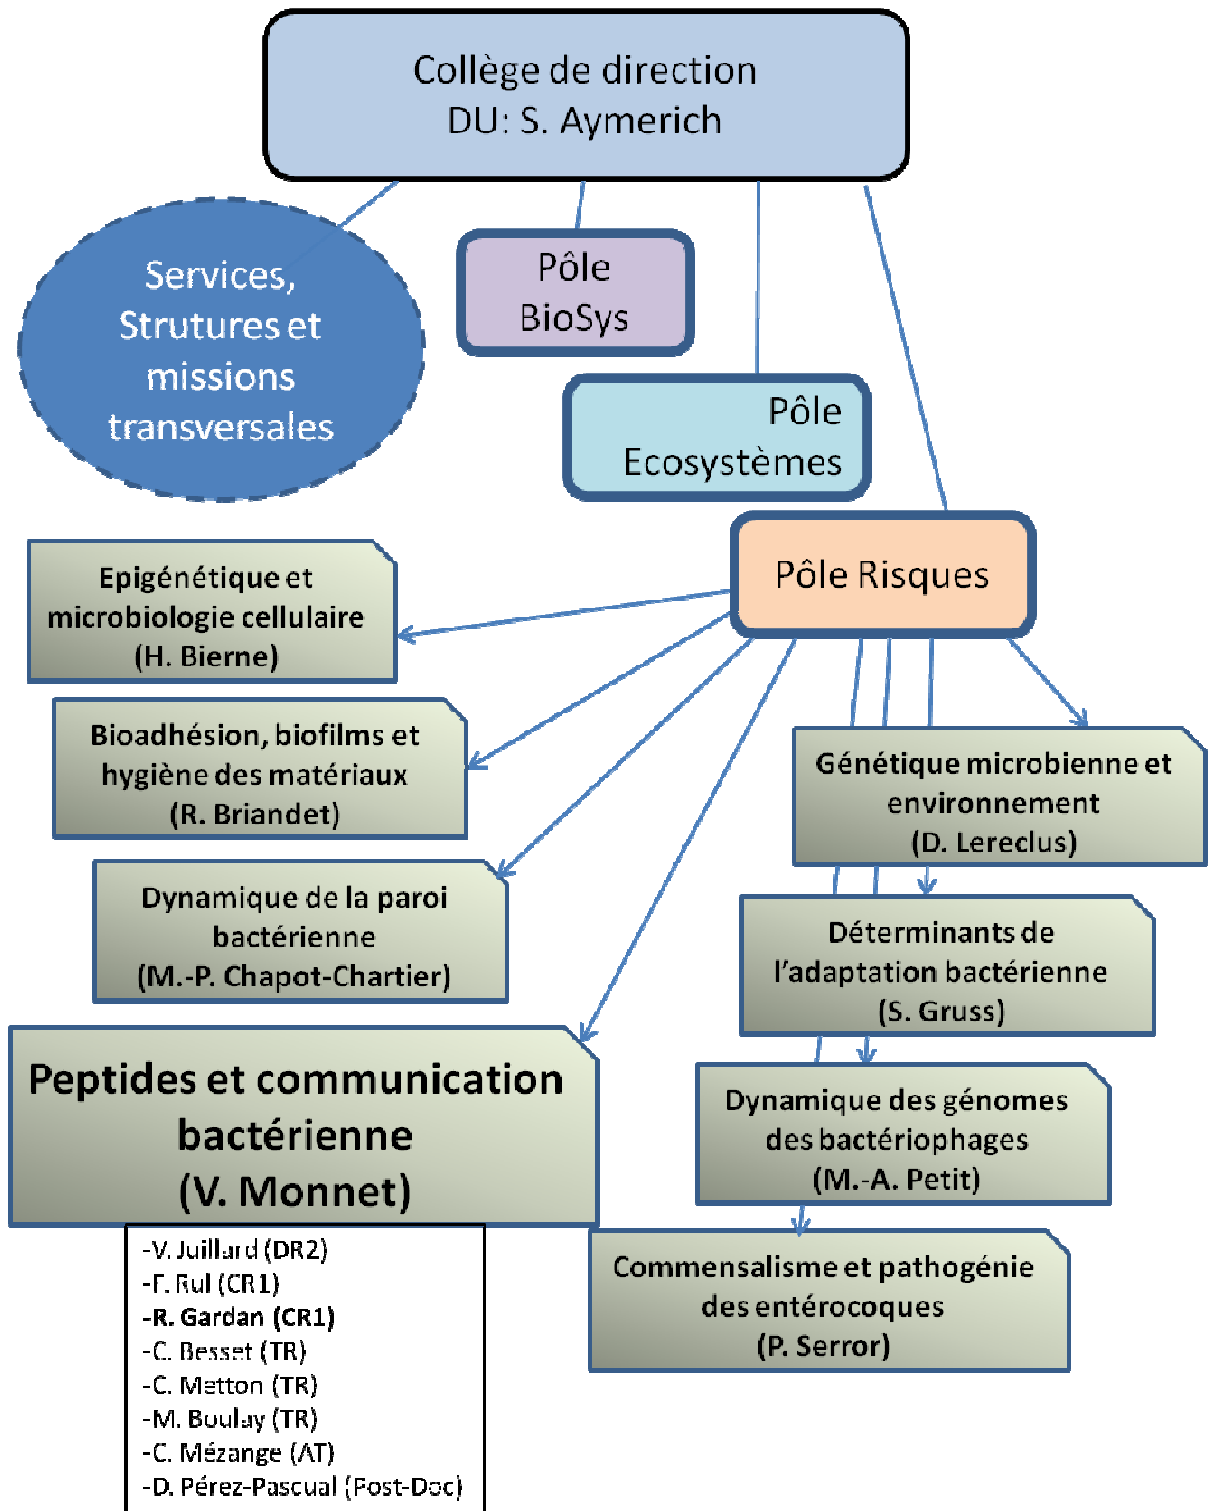 Collège de direction
DU: S. Aymerich
Services,
Strutures et
missions
transversales
Pôle
BioSys
Pôle
Ecosystèmes
Pôle Risques
Epigénétique et
microbiologie cellulaire
(H. Bierne)
Bioadhésion, biofilms et
hygiène des matériaux
(R. Briandet)
Dynamique de la paroi
bactérienne
(M.-P. Chapot-Chartier)
Peptides et communication
bactérienne
(V. Monnet)
-V. Juillard (DR2)
-F. Rul (CR1)
-R. Gardan (CR1)
-C. Besset (TR)
-C. Metton (TR)
-M. Boulay (TR)
-C. Mézange (AT)
-D. Pérez-Pascual (Post-Doc)
Génétique microbienne et
environnement
(D. Lereclus)
Déterminants de
l'adaptation bactérienne
(S. Gruss)
Dynamique des génomes
des bactériophages
(M.-A. Petit)
Commensalisme et pathogénie
des entérocoques
(P. Serror)